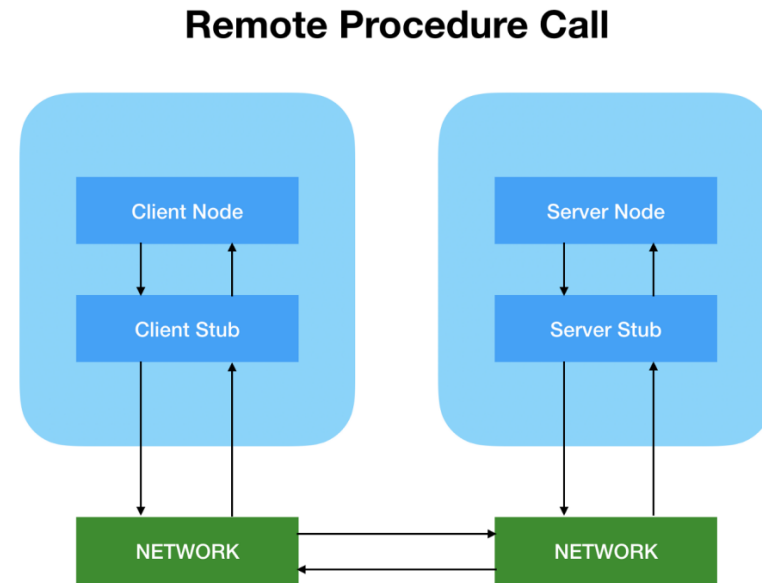 Remote Procedure Call
Client Node
Server Node
Client Stub
Server Stub
NETWORK
NETWORK